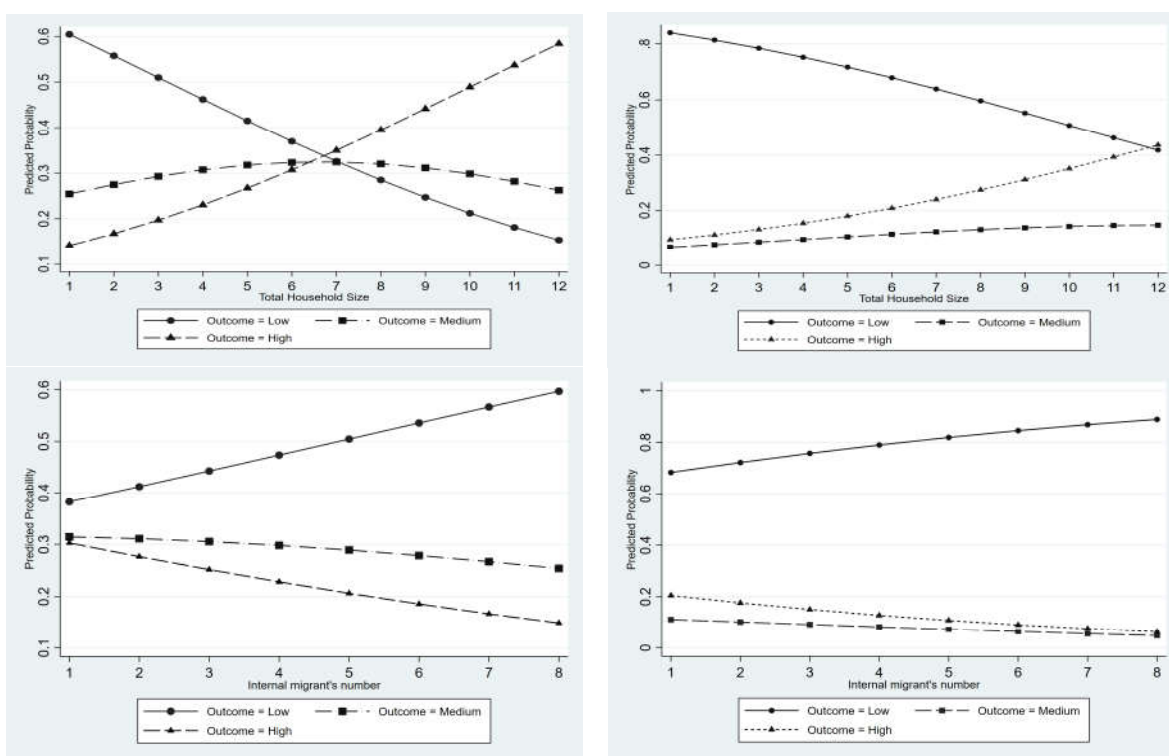 Predicted Probability
0.6
0.5
0.4
0.3
0.2
0.1
1 2 3 4 5 6 7 8 9 10 11 12
Total Household Size
Outcome = Low Outcome = Medium
Outcome = High
Predicted Probability
.8
0.6
0.4
0.2
0
1 2 3 4 5 6 7 8 9 10 11 12
Total Household Size
Outcome = Low Outcome = Medium
Outcome = High
Predicted Probability
0.6
0.5
0.4
0.3
0.2
0.1
1 2 3 4 5 6 7 8
Internal migrant's number
Outcome = Low Outcome = Medium
Outcome = High
Predicted Probability
1
0.8
0.6
0.4
0.2
0
1 2 3 4 5 6 7 8
Internal migrant's number
Outcome = Low Outcome = Medium
Outcome = High